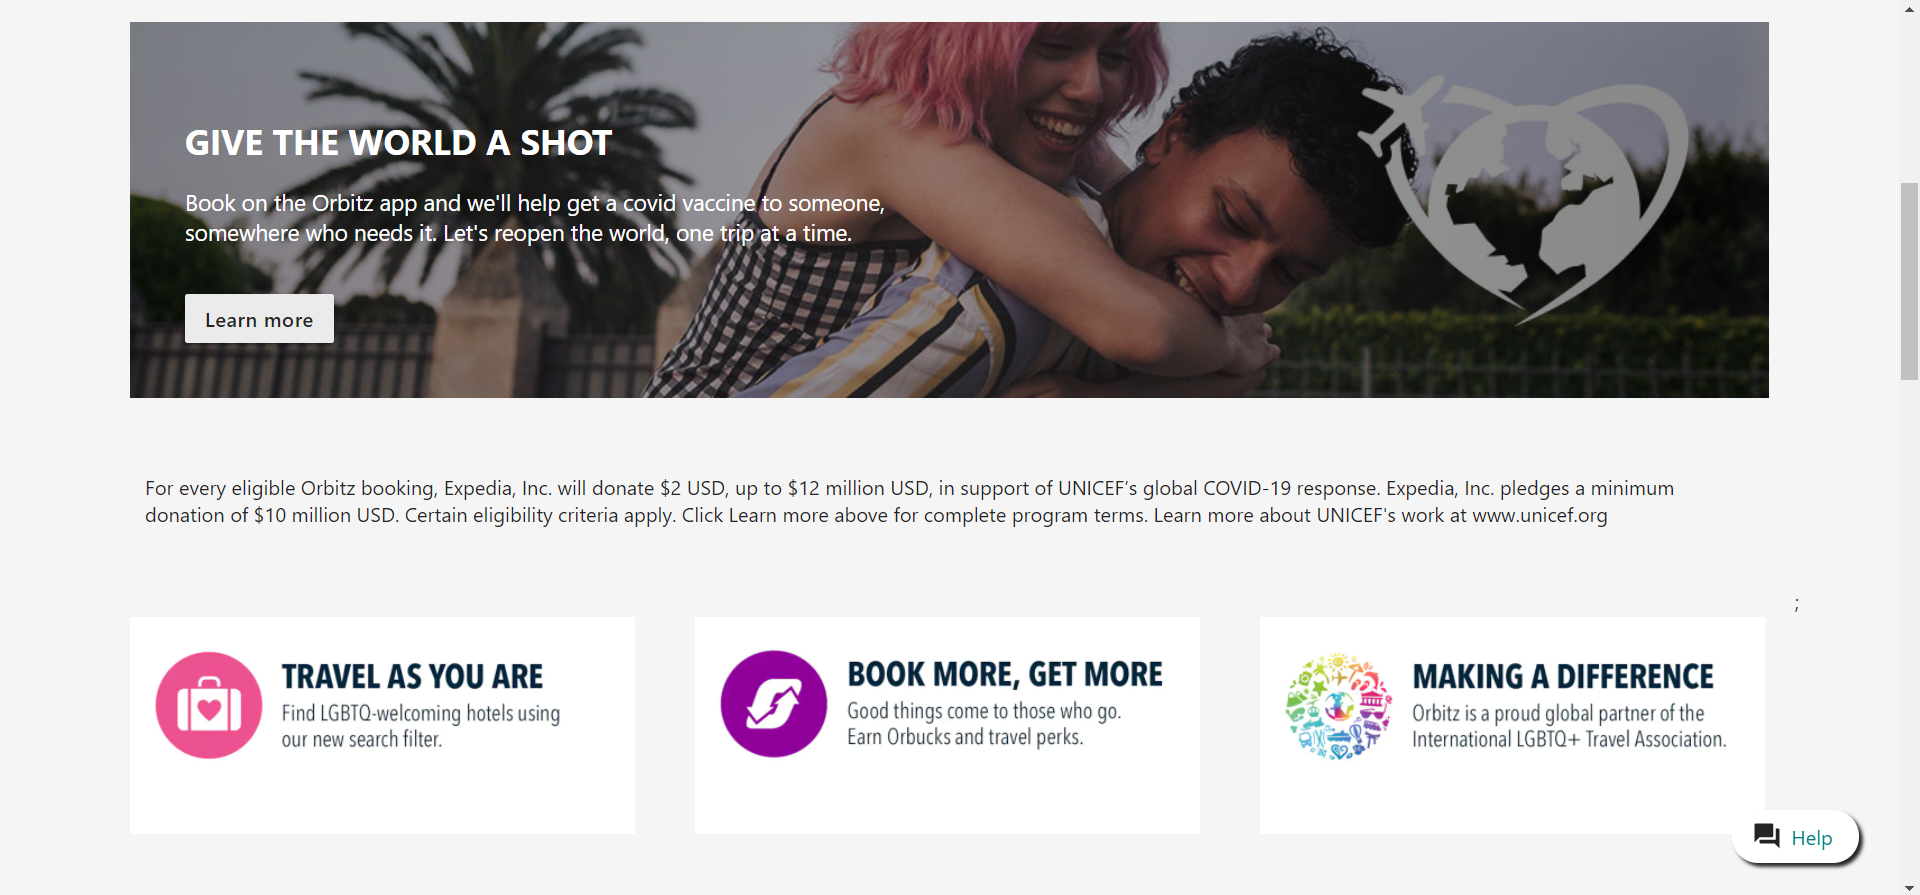 GIVE THE WORLD A SHOT
Book on the Orbitz app and we'll help get a covid vaccine to someone,
somewhere who needs it. Let's reopen the world, one trip at a time.
Learn more
For every eligible Orbitz booking, Expedia, Inc. will donate $2 USD, up to $12 million USD, in support of UNICEF’s global COVID-19 response. Expedia, Inc. pledges a minimum
donation of $10 million USD. Certain eligibility criteria apply. Click Learn more above for complete program terms. Learn more about UNICEF's work at www.unicef.org
;
TRAVEL AS YOU ARE
Find LGBTQ-welcoming hotels using
our new search filter.
BOOK MORE, GET MORE
Good things come to those who go.
Earn Orbucks and travel perks.
MAKING A DIFFERENCE
Orbitz is a proud global partner of the
International LGBTQ+ Travel Association.
Help